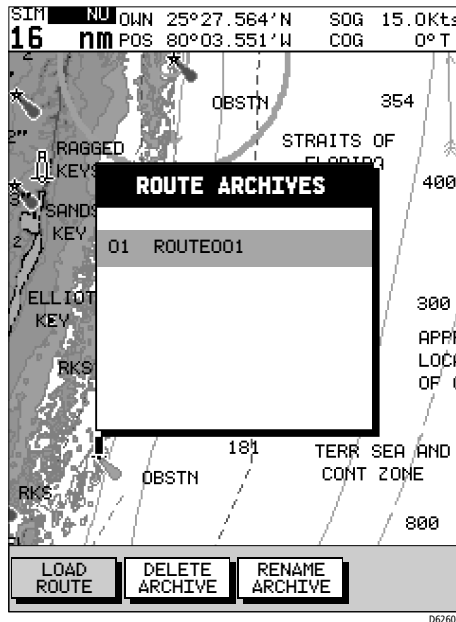 SIM NU OWN 25°27.564'N SOG 15.0Kts
16 nm POS 80°03.551'W COG 0°T
OBSTN 354
STRAITS OF
FLORIDA
RAGGED
KEYS
400
ROUTE ARCHIVES
SANDS
KEY
2
01 ROUTE001
ELLIOT
KEY
300
RKS
181
TERR SEA AND
CONT ZONE
OBSTN
RKS
800
LOAD
ROUTE
DELETE
ARCHIVE
RENAME
ARCHIVE
D6260